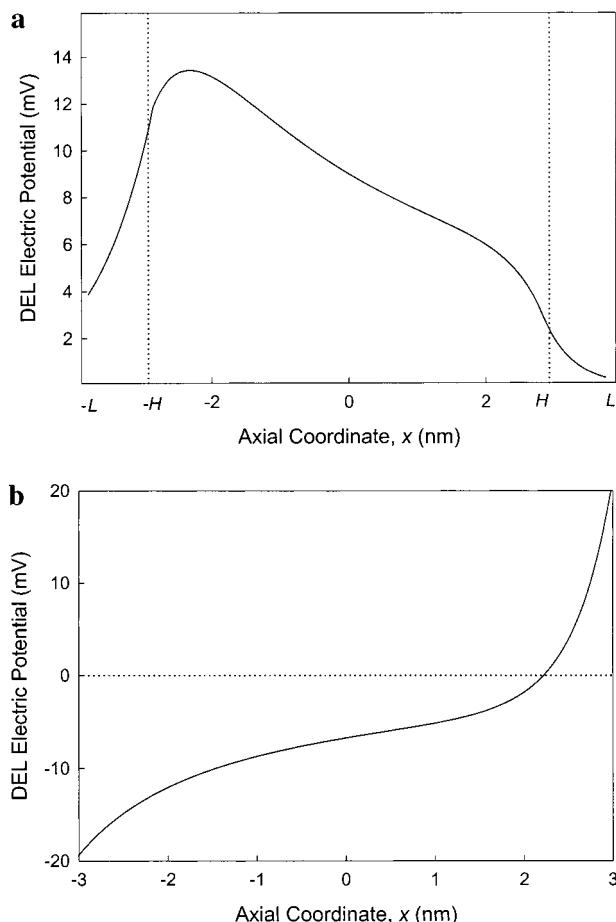 a
DEL Electric Potential (mV)
14
12
10
8
6
4
2
-L -H -2 0 2 H L
Axial Coordinate, x (nm)
b
DEL Electric Potential (mV)
20
10
0
-10
-20
-3 -2 -1 0 1 2 3
Axial Coordinate, x (nm)